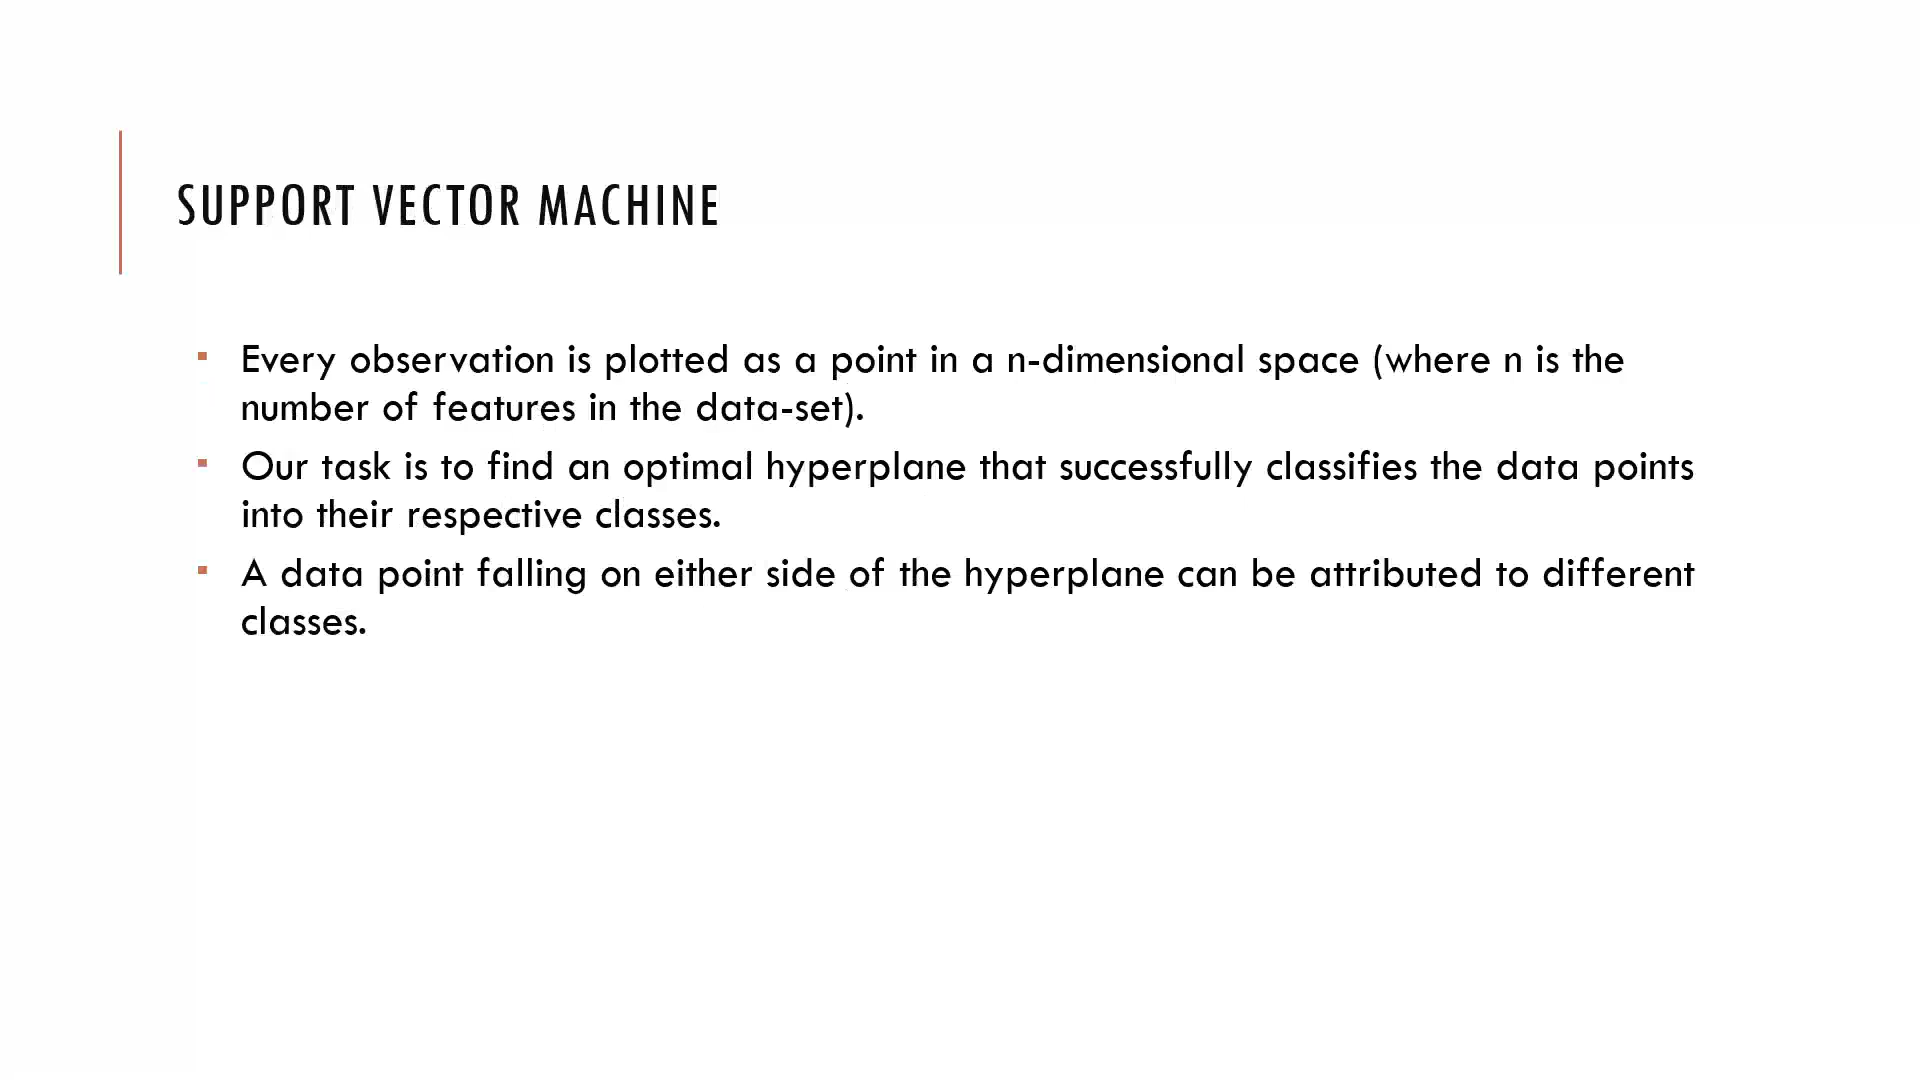 SUPPORT VECTOR MACHINE
▪ Every observation is plotted as a point in a n-dimensional space (where n is the
number of features in the data-set).
▪ Our task is to find an optimal hyperplane that successfully classifies the data points
into their respective classes.
▪ A data point falling on either side of the hyperplane can be attributed to different
classes.